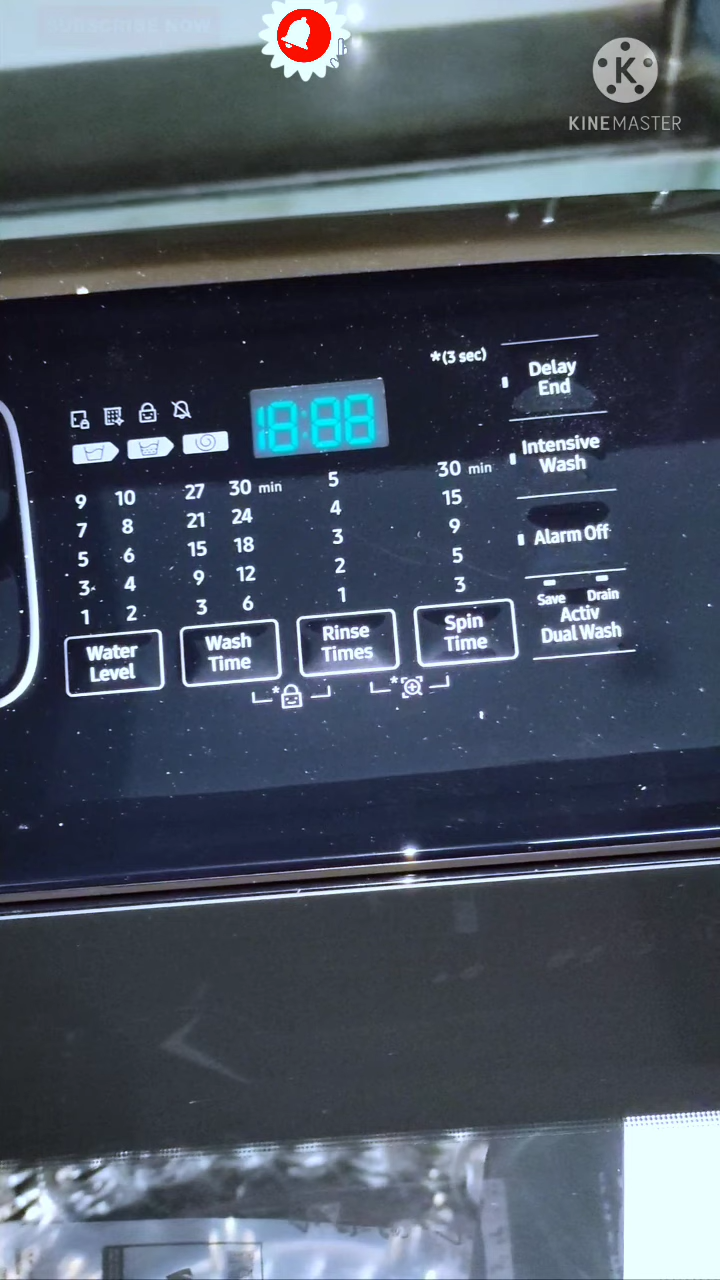 SUBSCRIBE NOW
K
KINEMASTER
*(3 sec)
Delay
End
18:88
Intensive
Wash
9 10 27 30 min 5 30 min
7 8 21 24 4 15
5 6 15 18 3 9
3 4 9 12 2 5
1 2 3 6 1 3
Alarm Off
Save Drain
Activ
Dual Wash
Water
Level
Wash
Time
Rinse
Times
Spin
Time
*
*